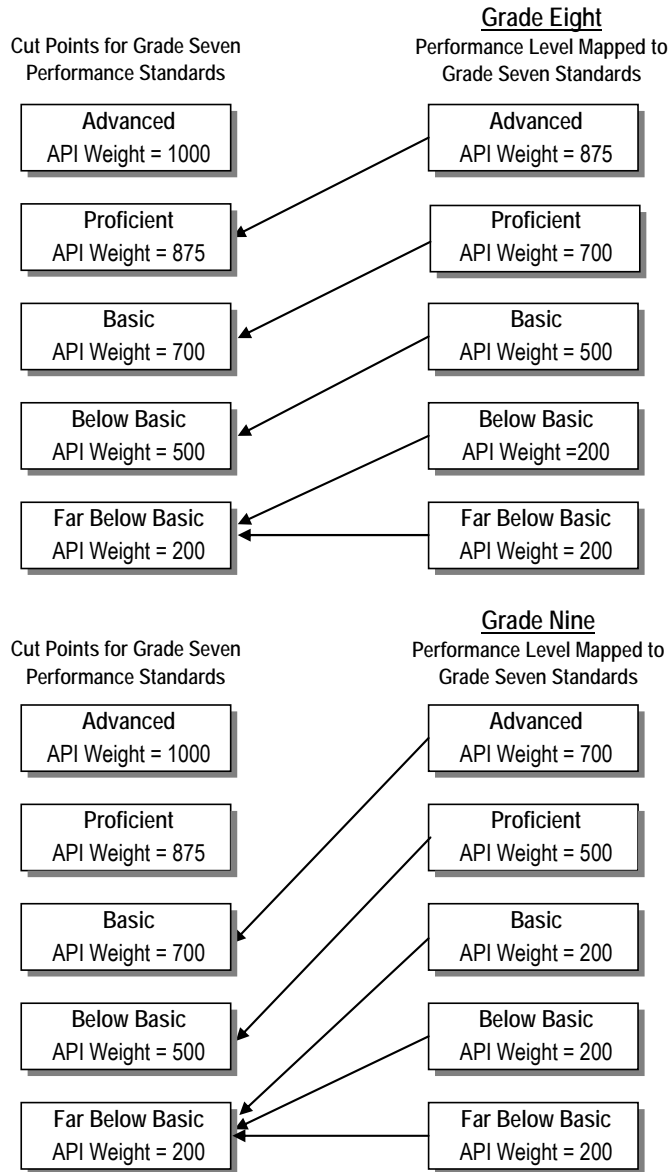 Grade Eight
Cut Points for Grade Seven
Performance Standards
Performance Level Mapped to
Grade Seven Standards
Advanced
API Weight = 1000
Advanced
API Weight = 875
Proficient
API Weight = 875
Proficient
API Weight = 700
Basic
API Weight = 700
Basic
API Weight = 500
Below Basic
API Weight = 500
Below Basic
API Weight =200
Far Below Basic
API Weight = 200
Far Below Basic
API Weight = 200
Grade Nine
Cut Points for Grade Seven
Performance Standards
Performance Level Mapped to
Grade Seven Standards
Advanced
API Weight = 1000
Advanced
API Weight = 700
Proficient
API Weight = 875
Proficient
API Weight = 500
Basic
API Weight = 700
Basic
API Weight = 200
Below Basic
API Weight = 500
Below Basic
API Weight = 200
Far Below Basic
API Weight = 200
Far Below Basic
API Weight = 200